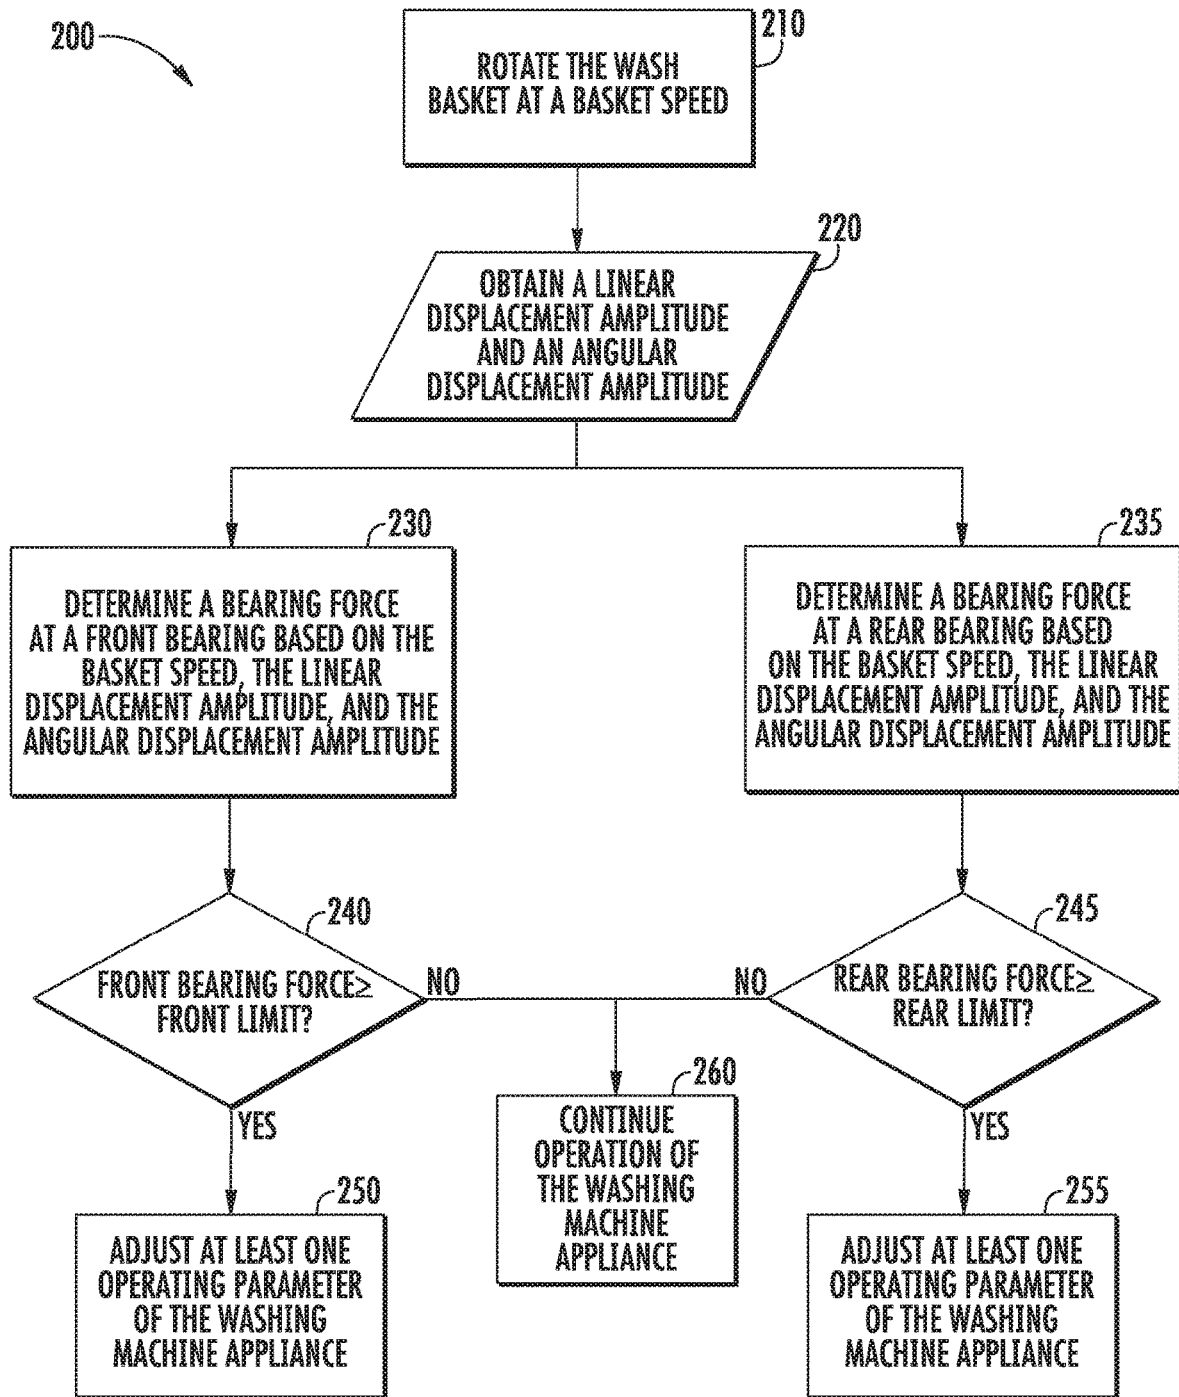 200
210
ROTATE THE WASH
BASKET AT A BASKET SPEED
220
OBTAIN A LINEAR
DISPLACEMENT AMPLITUDE
AND AN ANGULAR
DISPLACEMENT AMPLITUDE
230
DETERMINE A BEARING FORCE
AT A FRONT BEARING BASED ON THE
BASKET SPEED, THE LINEAR
DISPLACEMENT AMPLITUDE, AND THE
ANGULAR DISPLACEMENT AMPLITUDE
235
DETERMINE A BEARING FORCE
AT A REAR BEARING BASED
ON THE BASKET SPEED, THE LINEAR
DISPLACEMENT AMPLITUDE, AND THE
ANGULAR DISPLACEMENT AMPLITUDE
240
FRONT BEARING FORCE≥
FRONT LIMIT?
NO
YES
245
REAR BEARING FORCE≥
REAR LIMIT?
NO
YES
250
ADJUST AT LEAST ONE
OPERATING PARAMETER
OF THE WASHING
MACHINE APPLIANCE
260
CONTINUE
OPERATION OF
THE WASHING
MACHINE
APPLIANCE
255
ADJUST AT LEAST ONE
OPERATING PARAMETER
OF THE WASHING
MACHINE APPLIANCE